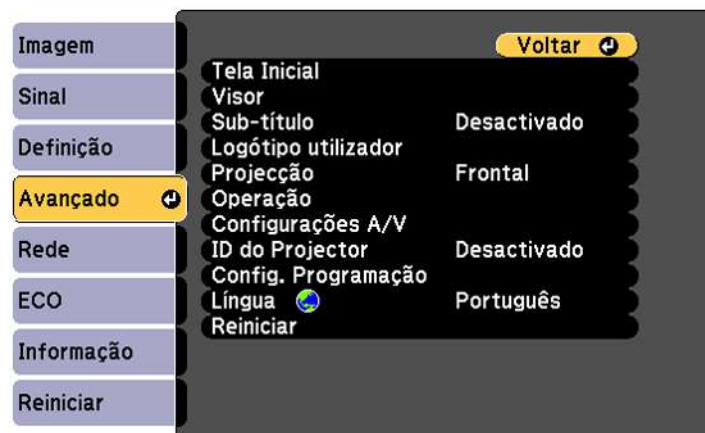 Imagem
Sinal
Definição
Avançado
Rede
ECO
Informação
Reiniciar
Voltar
Tela Inicial
Visor
Sub-título Desactivado
Logótipo utilizador
Projecção Frontal
Operação
Configurações A/V
ID do Projector Desactivado
Config. Programação
Língua Português
Reiniciar